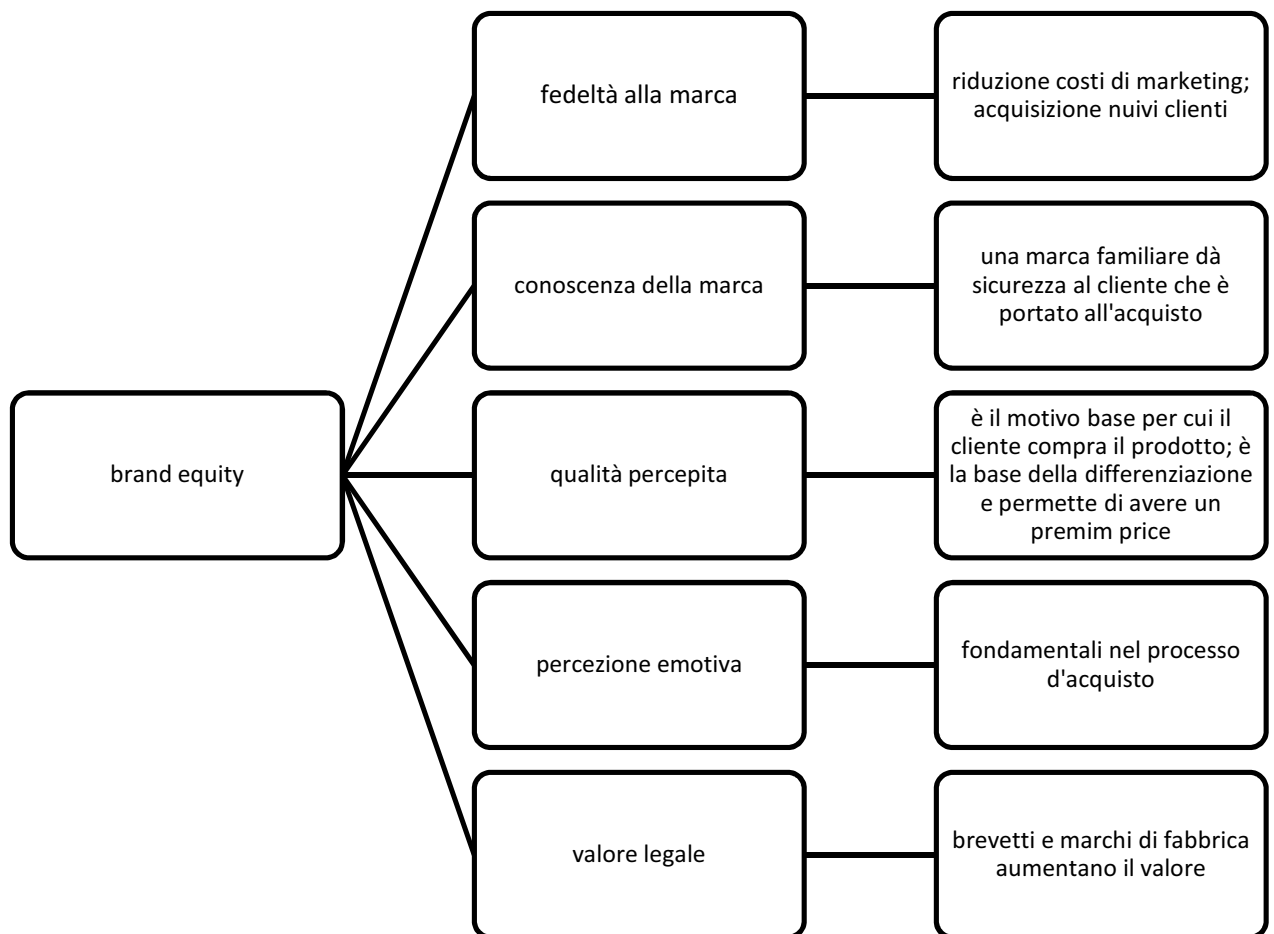 fedeltà alla marca
riduzione costi di marketing;
acquisizione nuivi clienti
conoscenza della marca
una marca familiare dà
sicurezza al cliente che è
portato all'acquisto
brand equity
qualità percepita
è il motivo base per cui il
cliente compra il prodotto; è
la base della differenziazione
e permette di avere un
premim price
percezione emotiva
fondamentali nel processo
d'acquisto
valore legale
brevetti e marchi di fabbrica
aumentano il valore